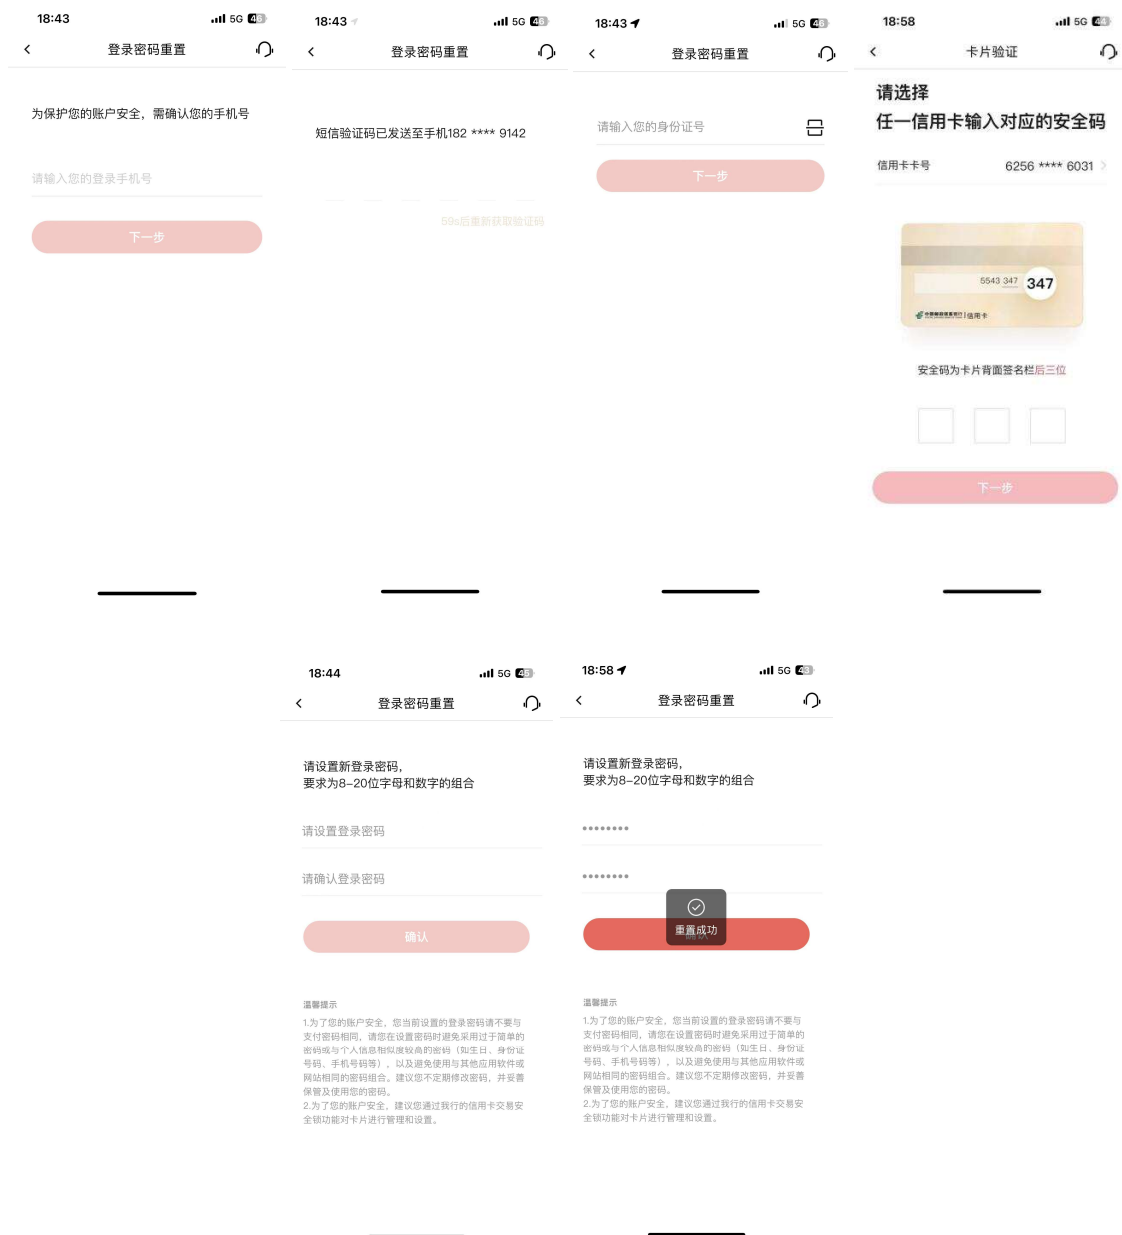 18:43
5G 46
登录密码重置
为保护您的账户安全，需确认您的手机号
请输入您的登录手机号
下一步
18:43
5G 46
登录密码重置
短信验证码已发送至手机182 **** 9142
59s后重新获取验证码
18:43
5G 45
登录密码重置
请输入您的身份证号
下一步
18:58
5G 44
卡片验证
请选择
任一信用卡输入对应的安全码
信用卡卡号
6256 **** 6031
5543 347
347
中国邮政储蓄银行 | 信用卡
安全码为卡片背面签名栏后三位
下一步
18:44
5G 45
登录密码重置
请设置新登录密码，
要求为8-20位字母和数字的组合
请设置登录密码
请确认登录密码
确认
温馨提示
1.为了您的账户安全，您当前设置的登录密码请不要与
支付密码相同，请您在设置密码时避免采用过于简单的
密码或与个人信息相似度较高的密码（如生日、身份证
号码、手机号码等），以及避免使用与其他应用软件或
网站相同的密码组合。建议您不定期修改密码，并妥善
保管及使用您的密码。
2.为了您的账户安全，建议您通过我行的信用卡交易安
全锁功能对卡片进行管理和设置。
18:58
5G 43
登录密码重置
请设置新登录密码，
要求为8-20位字母和数字的组合
••••••••
••••••••
重置成功
确认
温馨提示
1.为了您的账户安全，您当前设置的登录密码请不要与
支付密码相同，请您在设置密码时避免采用过于简单的
密码或与个人信息相似度较高的密码（如生日、身份证
号码、手机号码等），以及避免使用与其他应用软件或
网站相同的密码组合。建议您不定期修改密码，并妥善
保管及使用您的密码。
2.为了您的账户安全，建议您通过我行的信用卡交易安
全锁功能对卡片进行管理和设置。